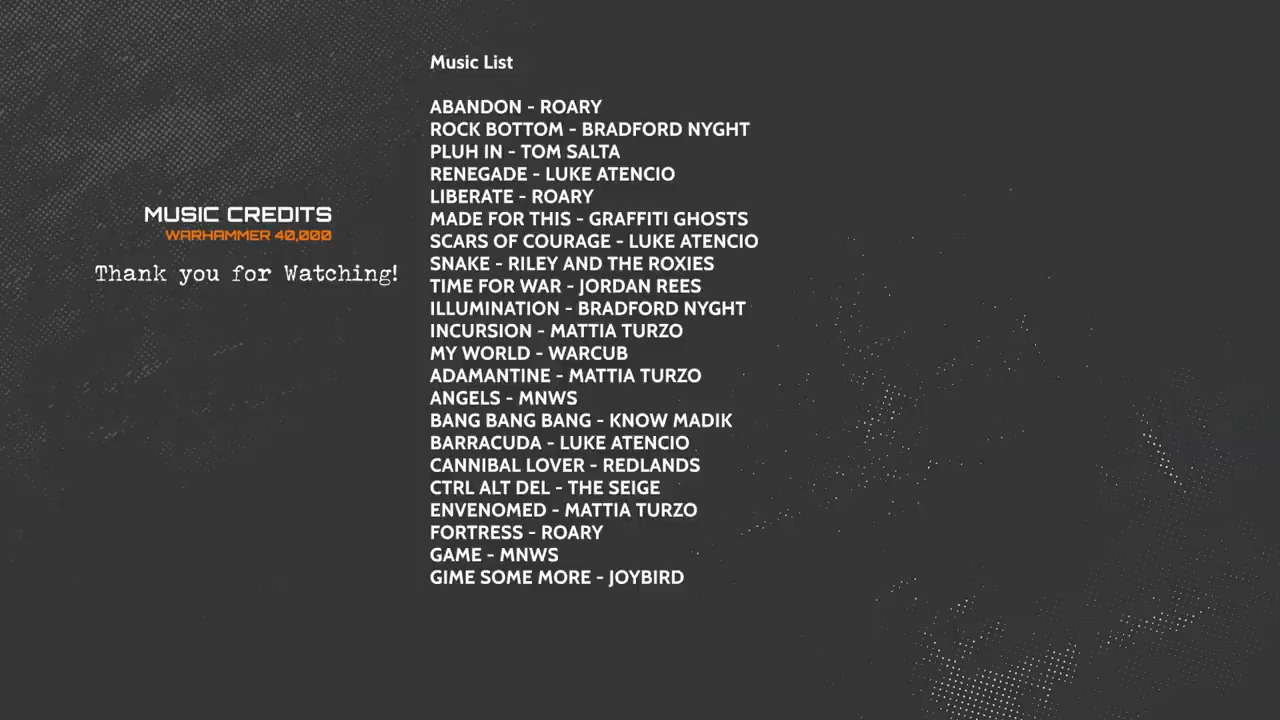 MUSIC CREDITS
WARHAMMER 40,000
Thank you for Watching!
Music List
ABANDON - ROARY
ROCK BOTTOM - BRADFORD NYGHT
PLUH IN - TOM SALTA
RENEGADE - LUKE ATENCIO
LIBERATE - ROARY
MADE FOR THIS - GRAFFITI GHOSTS
SCARS OF COURAGE - LUKE ATENCIO
SNAKE - RILEY AND THE ROXIES
TIME FOR WAR - JORDAN REES
ILLUMINATION - BRADFORD NYGHT
INCURSION - MATTIA TURZO
MY WORLD - WARCUB
ADAMANTINE - MATTIA TURZO
ANGELS - MNWS
BANG BANG BANG - KNOW MADIK
BARRACUDA - LUKE ATENCIO
CANNIBAL LOVER - REDLANDS
CTRL ALT DEL - THE SEIGE
ENVENOMED - MATTIA TURZO
FORTRESS - ROARY
GAME - MNWS
GIME SOME MORE - JOYBIRD